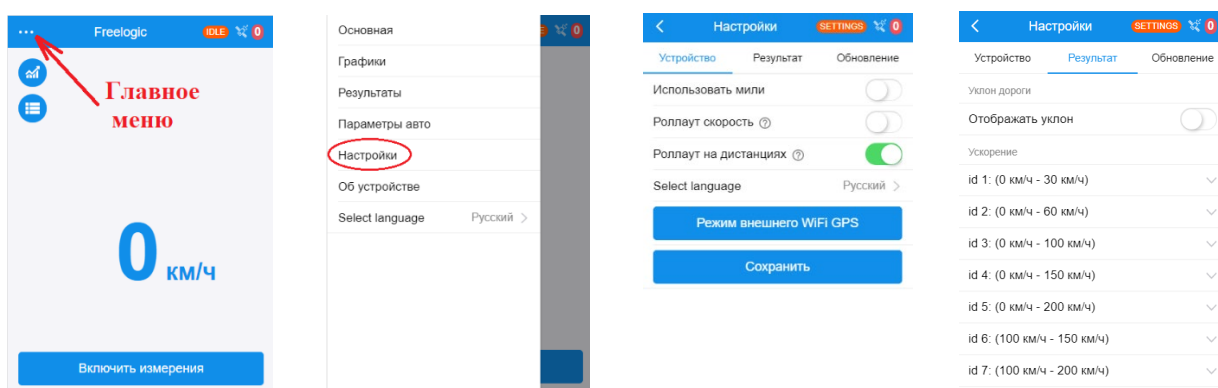 ... Freelogic IDLE 0
Главное
меню
0 км/ч
Включить измерения
Основная
Графики
Результаты
Параметры авто
Настройки
Об устройстве
Select language Русский >
0
< Настройки SETTINGS 0
Устройство Результат Обновление
Использовать мили
Роллаут скорость ?
Роллаут на дистанциях ?
Select language Русский >
Режим внешнего WiFi GPS
Сохранить
< Настройки SETTINGS 0
Устройство Результат Обновление
Уклон дороги
Отображать уклон
Ускорение
id 1: (0 км/ч - 30 км/ч)
id 2: (0 км/ч - 60 км/ч)
id 3: (0 км/ч - 100 км/ч)
id 4: (0 км/ч - 150 км/ч)
id 5: (0 км/ч - 200 км/ч)
id 6: (100 км/ч - 150 км/ч)
id 7: (100 км/ч - 200 км/ч)